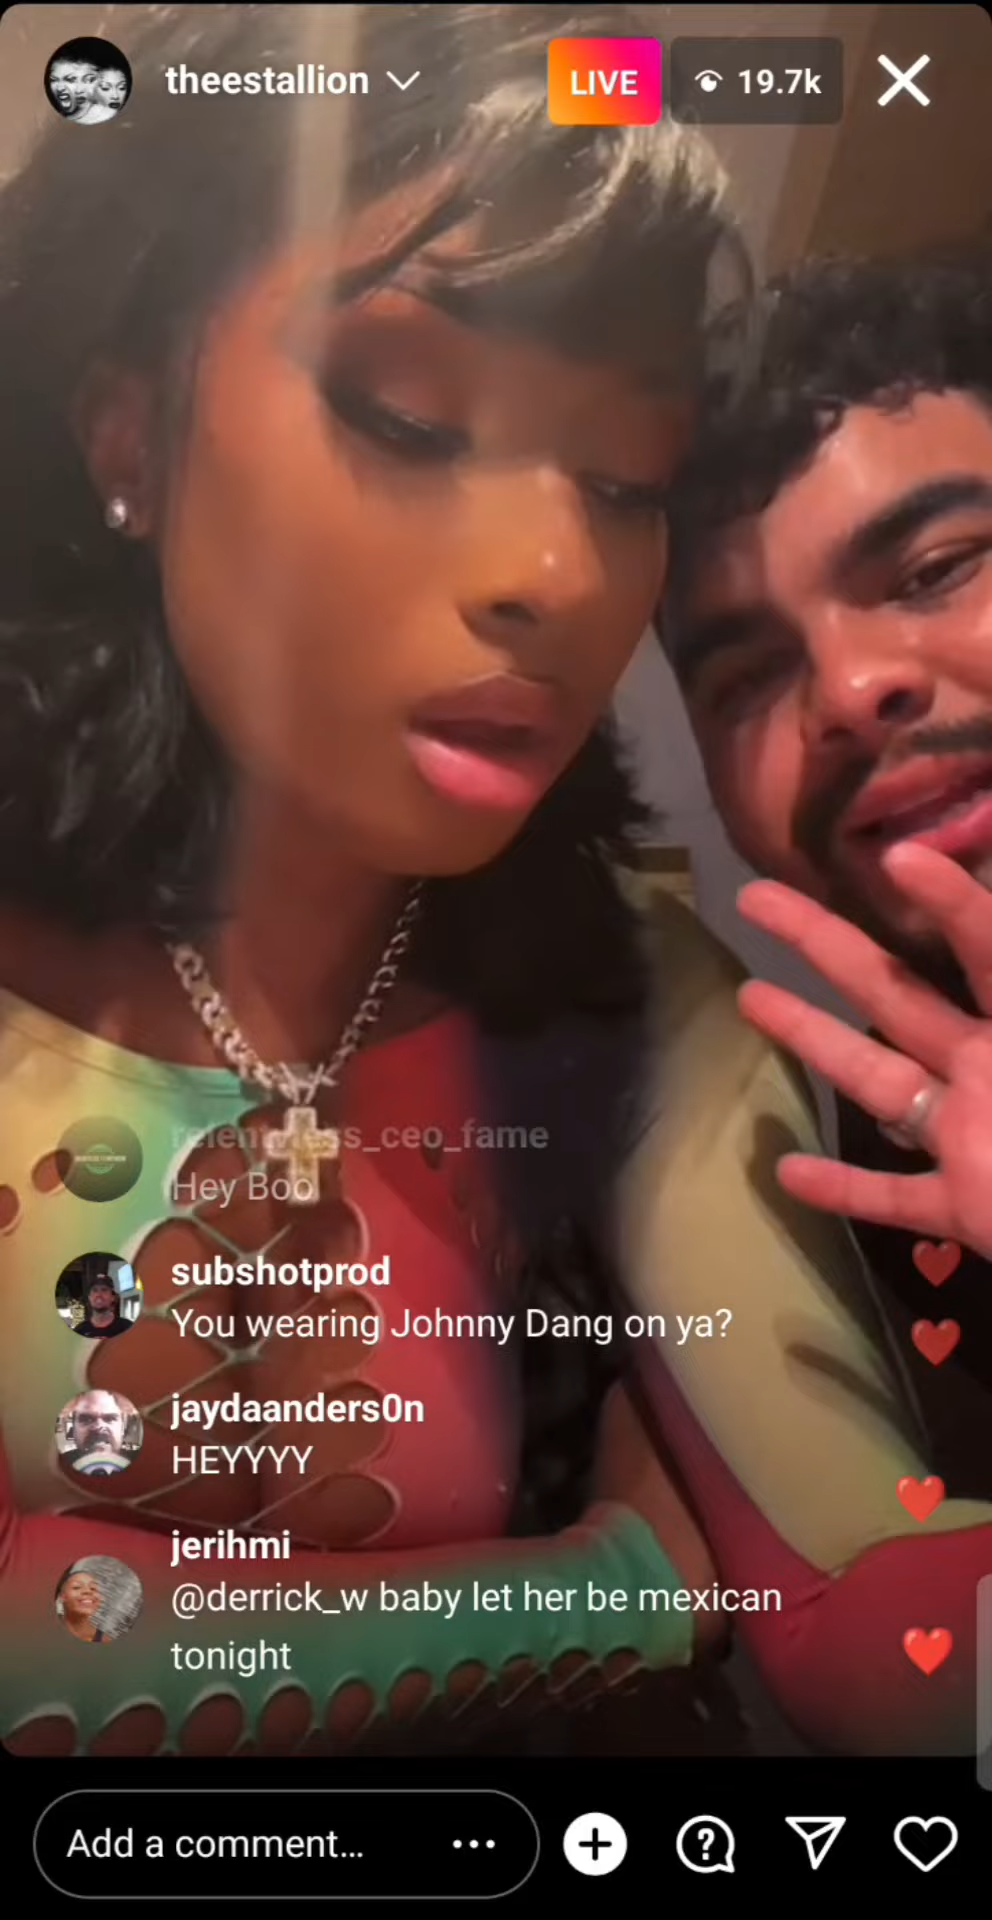 theestallion
LIVE
19.7k
relentless_ceo_fame
Hey Boo
subshotprod
You wearing Johnny Dang on ya?
jaydaanders0n
HEYYYY
jerihmi
@derrick_w baby let her be mexican
tonight
Add a comment...